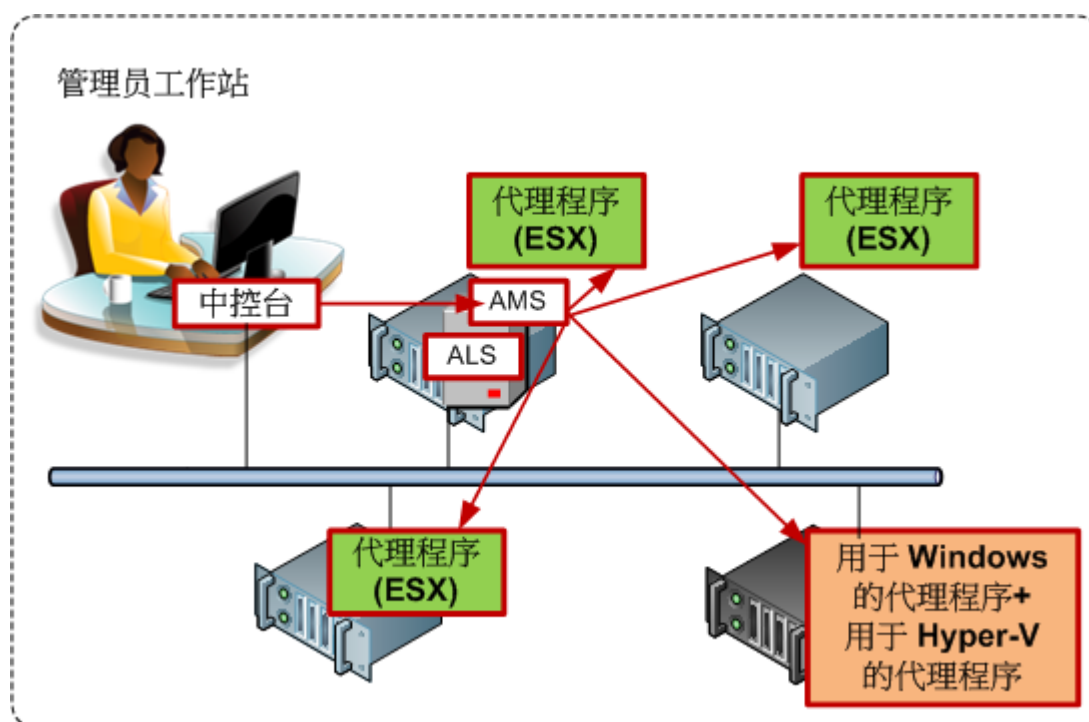 管理员工作站
代理程序
(ESX)
代理程序
(ESX)
中控台
AMS
ALS
代理程序
(ESX)
用于 Windows
的代理程序+
用于 Hyper-V
的代理程序